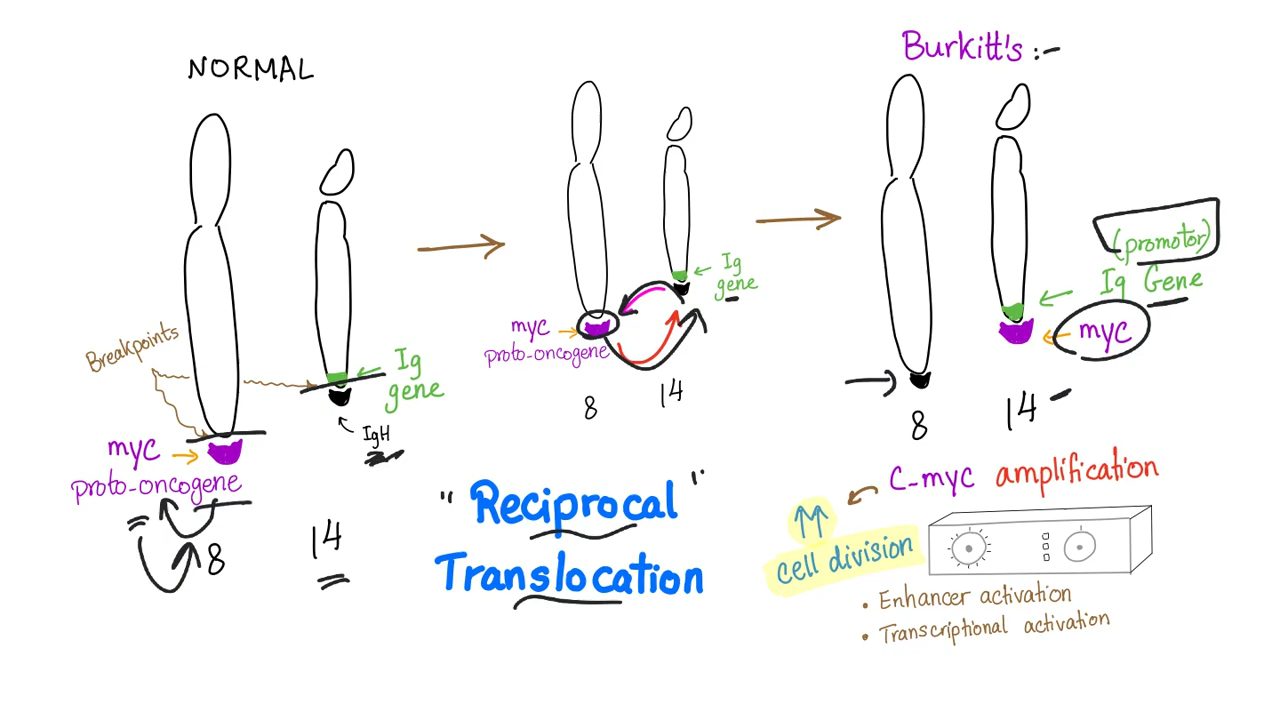 NORMAL
Breakpoints
Ig
gene
IgH
myc
proto-oncogene
8
14
Ig
gene
myc
proto-oncogene
8
14
"Reciprocal"
Translocation
Burkitt's :-
(promotor)
Ig Gene
myc
8
14
C-myc amplification
cell division
• Enhancer activation
• Transcriptional activation